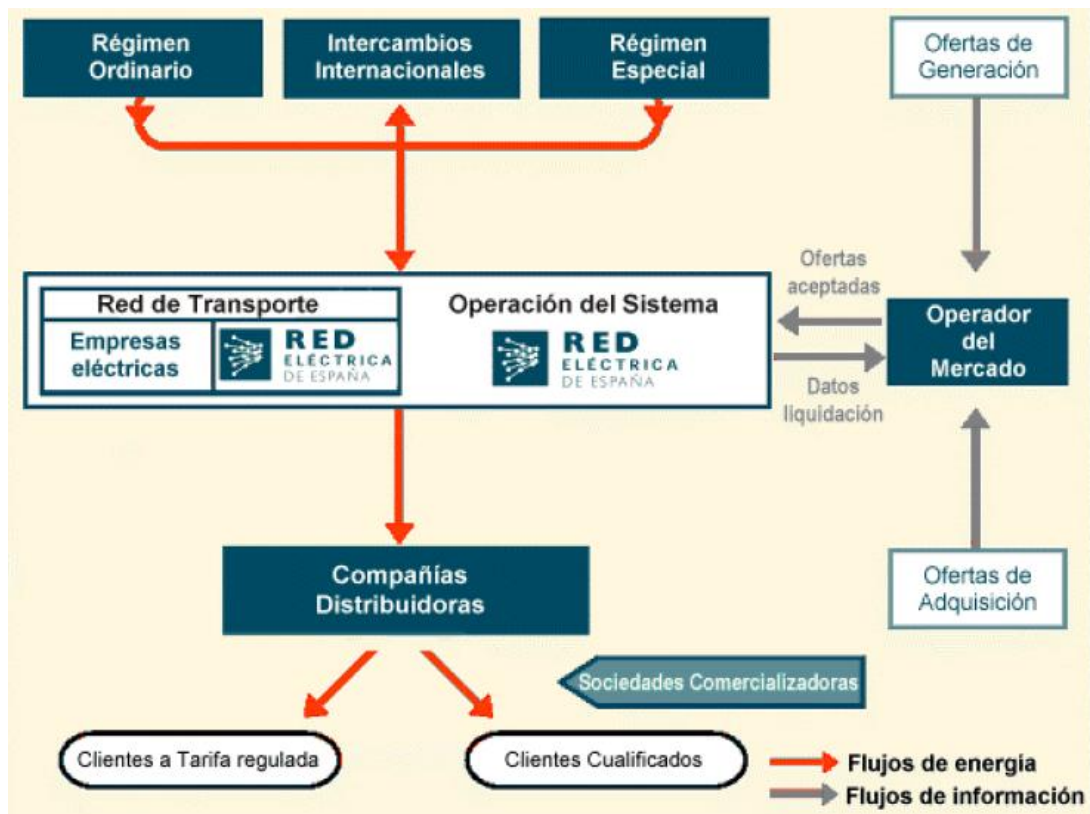 Régimen
Ordinario
Intercambios
Internacionales
Régimen
Especial
Ofertas de
Generación
Ofertas
aceptadas
Red de Transporte
Operación del Sistema
Empresas
eléctricas
RED
ELÉCTRICA
DE ESPAÑA
RED
ELÉCTRICA
DE ESPAÑA
Operador
del
Mercado
Datos
liquidación
Compañías
Distribuidoras
Ofertas de
Adquisición
Sociedades Comercializadoras
Clientes a Tarifa regulada
Clientes Cualificados
Flujos de energía
Flujos de información